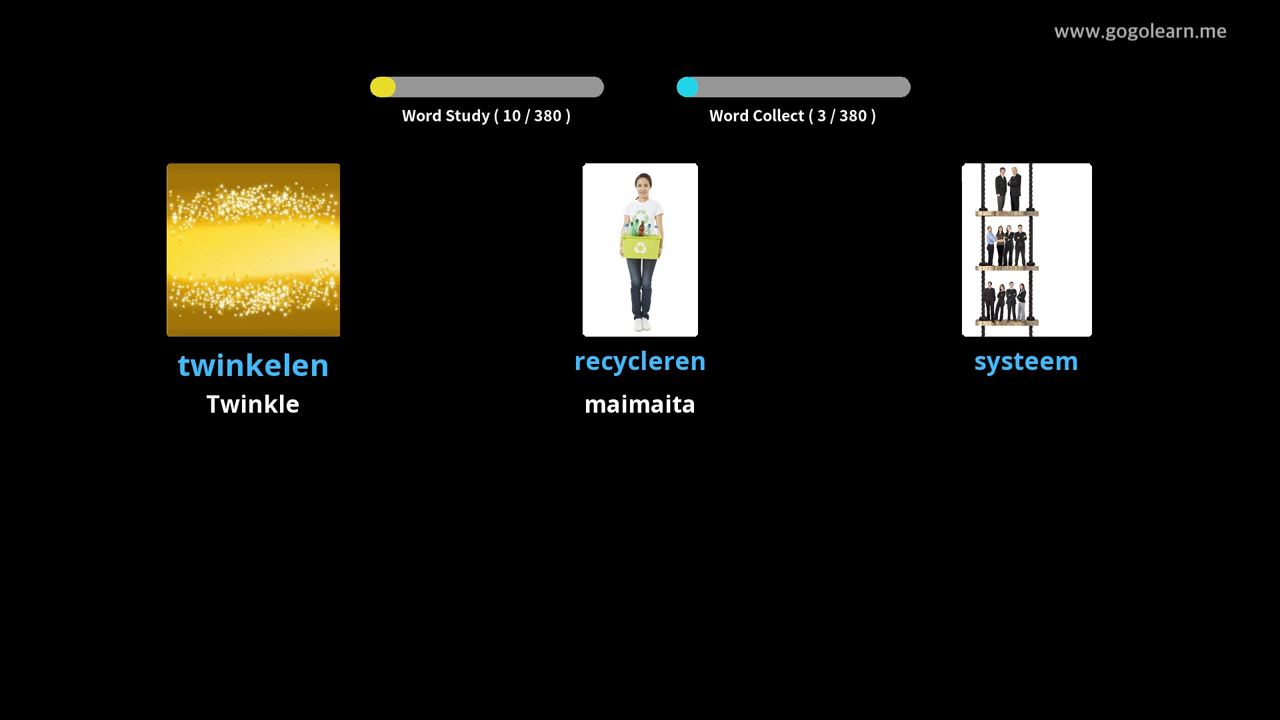 www.gogolearn.me
Word Study ( 10 / 380 )
Word Collect ( 3 / 380 )
twinkelen
Twinkle
recycleren
maimaita
systeem